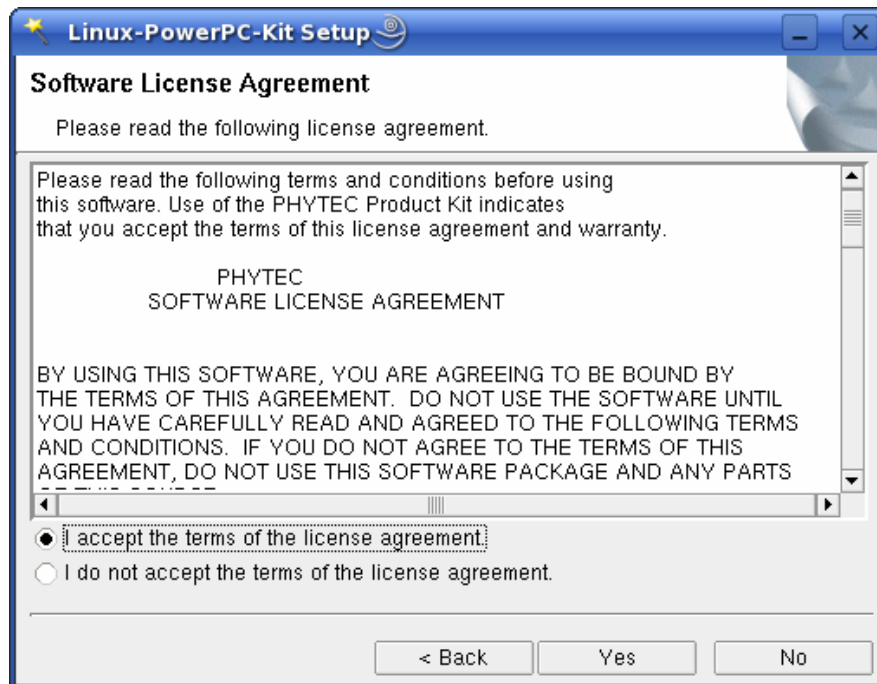 Linux-PowerPC-Kit Setup
Software License Agreement
Please read the following license agreement.
Please read the following terms and conditions before using
this software. Use of the PHYTEC Product Kit indicates
that you accept the terms of this license agreement and warranty.
PHYTEC
SOFTWARE LICENSE AGREEMENT
BY USING THIS SOFTWARE, YOU ARE AGREEING TO BE BOUND BY
THE TERMS OF THIS AGREEMENT.  DO NOT USE THE SOFTWARE UNTIL
YOU HAVE CAREFULLY READ AND AGREED TO THE FOLLOWING TERMS
AND CONDITIONS.  IF YOU DO NOT AGREE TO THE TERMS OF THIS
AGREEMENT, DO NOT USE THIS SOFTWARE PACKAGE AND ANY PARTS
I accept the terms of the license agreement.
I do not accept the terms of the license agreement.
< Back Yes No